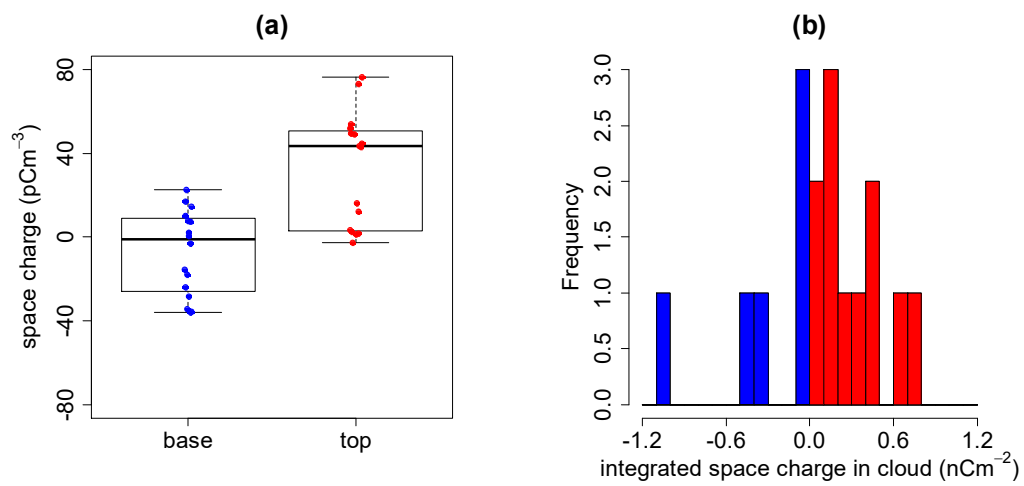 (a)
space charge (pCm−3)
80
40
0
-40
-80
base top
(b)
Frequency
3.0
2.5
2.0
1.5
1.0
0.5
0.0
-1.2 -0.6 0.0 0.6 1.2
integrated space charge in cloud (nCm−2)